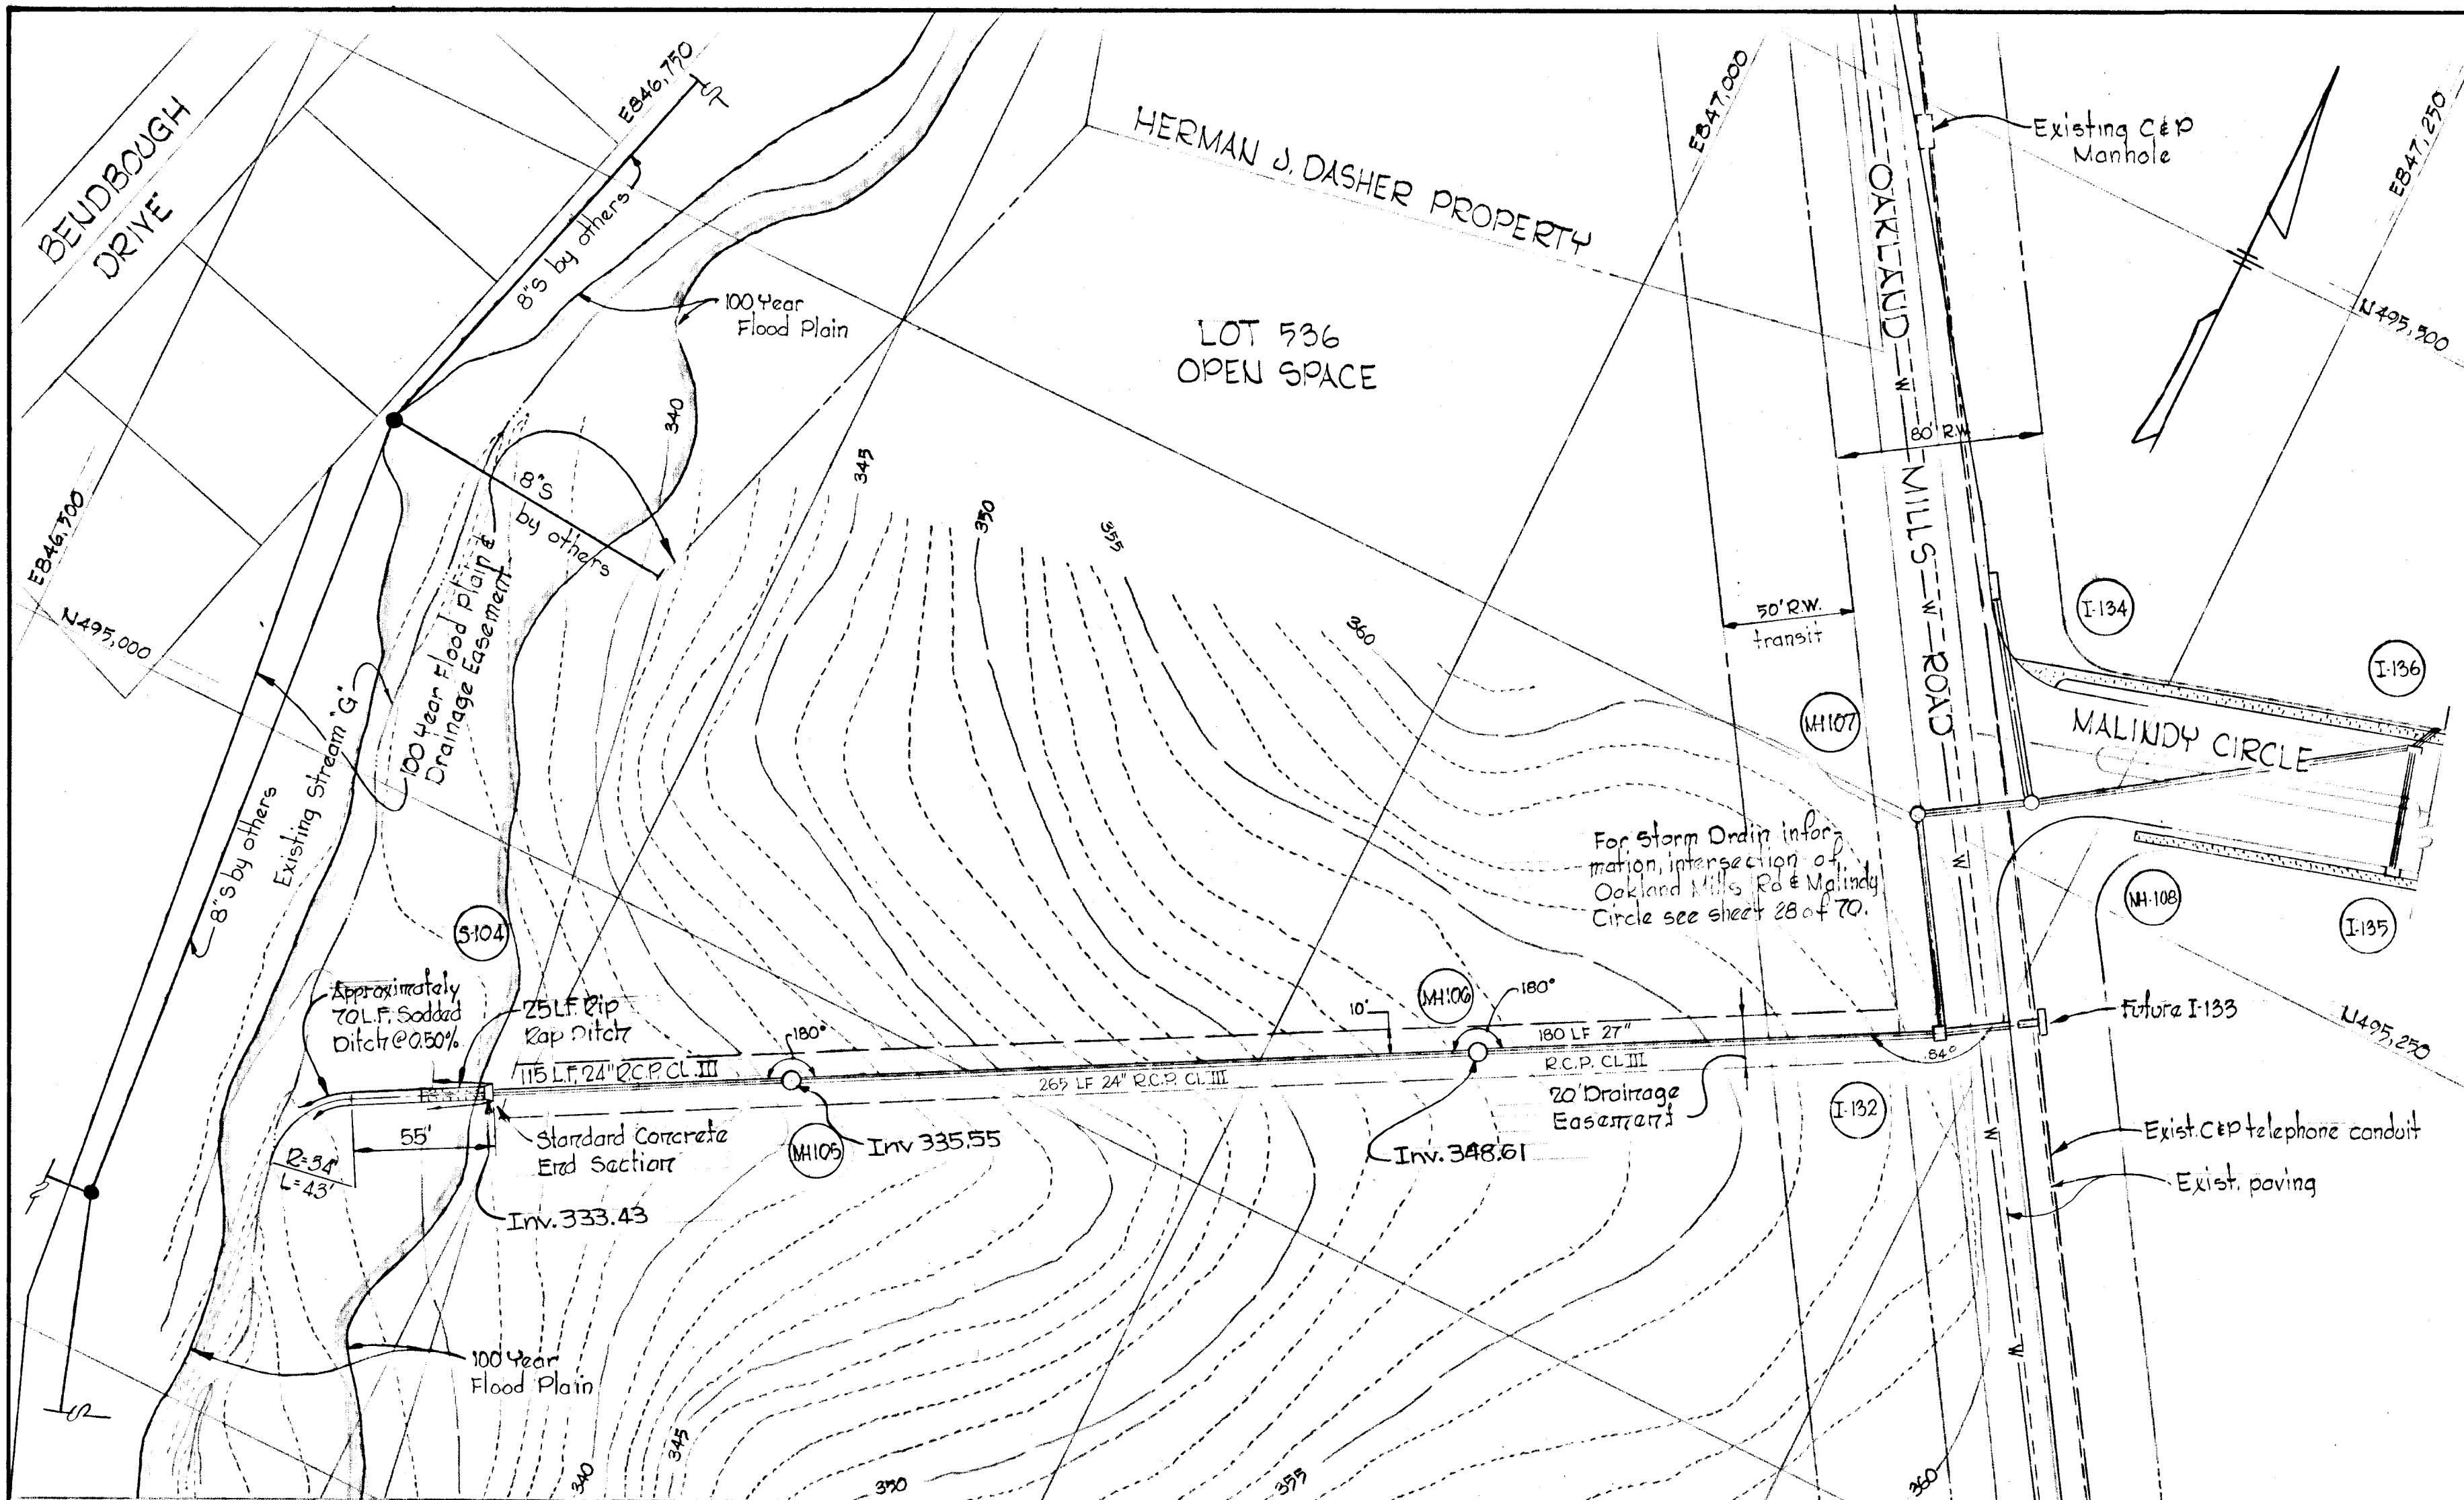 BENDBOUGH
DRIVE
E846,750
8"S by others
100 Year
Flood Plain
HERMAN J. DASHER PROPERTY
LOT 536
OPEN SPACE
E847,000
OAKLAND
MILLS
ROAD
W
W
W
W
W
W
Existing C&P
Manhole
E847,250
N495,500
80' R.W.
50' R.W.
transit
340
345
350
355
360
8"S
by others
E846,500
N495,000
100 Year Flood Plain &
Drainage Easement
Existing Stream "G"
8"S by others
I-134
I-136
MH107
MALINDY CIRCLE
For Storm Drain infor-
mation, intersection of
Oakland Mills Rd & Malindy
Circle see sheet 28 of 70.
MH-108
I-135
S-104
Approximately
70 L.F. Sodded
Ditch @ 0.50%
25 LF. Rip
Rap Ditch
115 L.F. 24" R.C.P. CL. III
180°
265 LF 24" R.C.P. CL III
10'
MH106
180°
180 LF 27"
R.C.P. CL III
84°
Future I-133
N495,250
20' Drainage
Easement
I-132
Exist. C&P telephone conduit
Exist. paving
55'
R=34'
L=43'
Standard Concrete
End Section
MH105
Inv 335.55
Inv. 348.61
Inv. 333.43
100 Year
Flood Plain
340
345
350
355
360